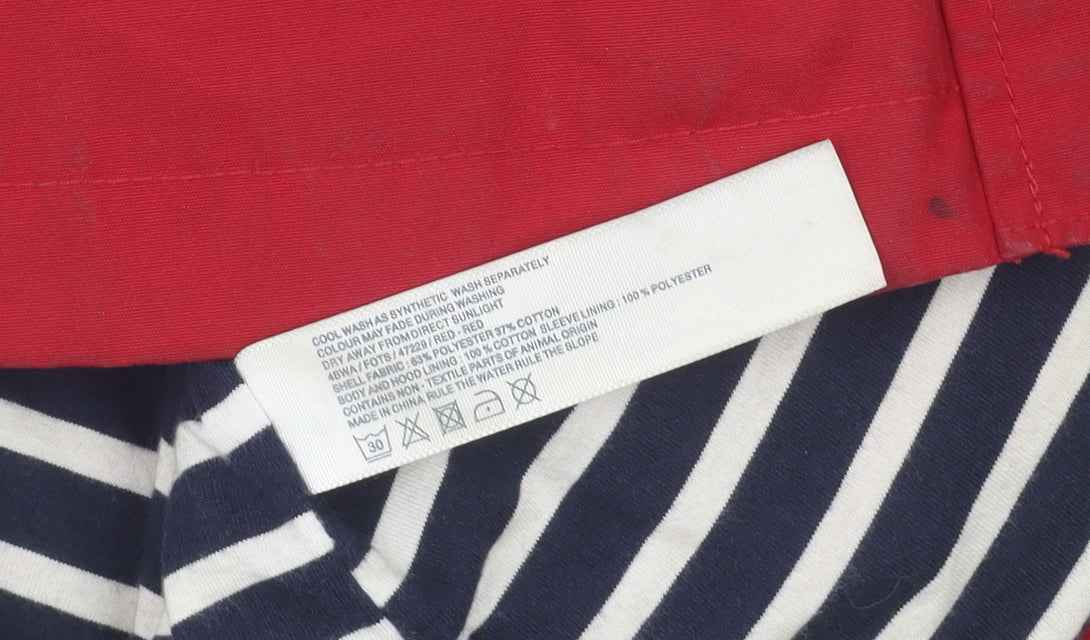 COOL WASH AS SYNTHETIC WASH SEPARATELY
COLOUR MAY FADE DURING WASHING
DRY AWAY FROM DIRECT SUNLIGHT
4BWA / FOTS / 47229 / RED - RED
SHELL FABRIC : 63% POLYESTER 37% COTTON
BODY AND HOOD LINING : 100 % COTTON SLEEVE LINING : 100 % POLYESTER
CONTAINS NON - TEXTILE PARTS OF ANIMAL ORIGIN
MADE IN CHINA RULE THE WATER RULE THE SLOPE
30